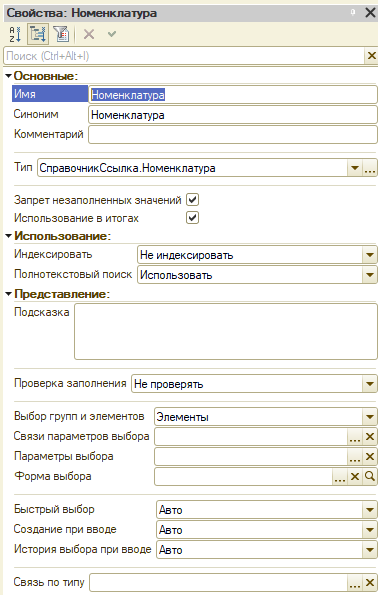 Свойства: Номенклатура
Поиск (Ctrl+Alt+I)
Основные:
Имя Номенклатура
Синоним Номенклатура
Комментарий
Тип СправочникСсылка.Номенклатура
Запрет незаполненных значений
Использование в итогах
Использование:
Индексировать Не индексировать
Полнотекстовый поиск Использовать
Представление:
Подсказка
Проверка заполнения Не проверять
Выбор групп и элементов Элементы
Связи параметров выбора
Параметры выбора
Форма выбора
Быстрый выбор Авто
Создание при вводе Авто
История выбора при вводе Авто
Связь по типу